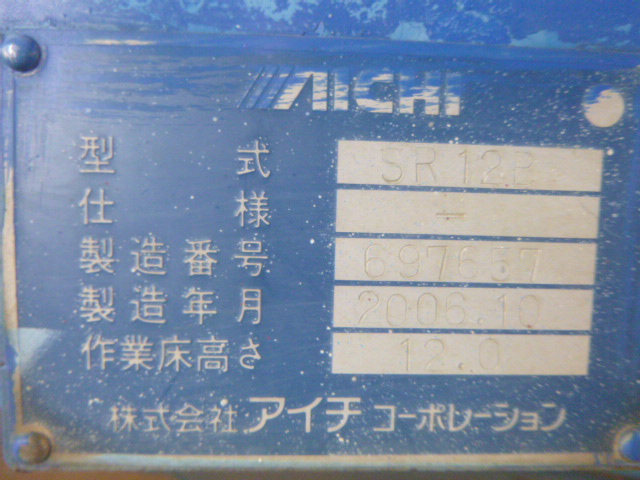 AICHI
型式 SR12B
仕様 －
製造番号 697657
製造年月 2006.10
作業床高さ 12.0
株式会社 アイチ コーポレーション